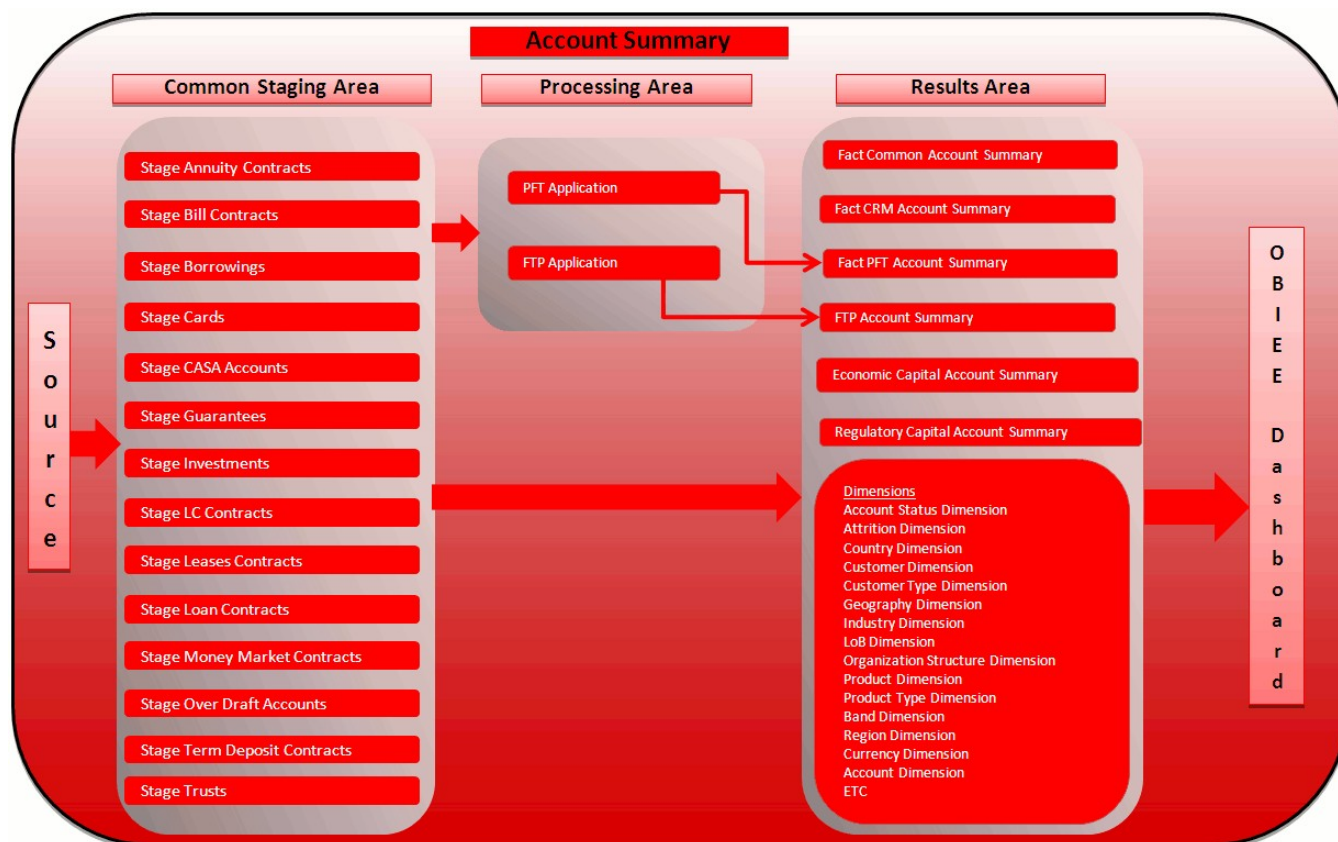 Account Summary
Common Staging Area
Processing Area
Results Area
Source
Stage Annuity Contracts
Stage Bill Contracts
Stage Borrowings
Stage Cards
Stage CASA Accounts
Stage Guarantees
Stage Investments
Stage LC Contracts
Stage Leases Contracts
Stage Loan Contracts
Stage Money Market Contracts
Stage Over Draft Accounts
Stage Term Deposit Contracts
Stage Trusts
PFT Application
FTP Application
Fact Common Account Summary
Fact CRM Account Summary
Fact PFT Account Summary
FTP Account Summary
Economic Capital Account Summary
Regulatory Capital Account Summary
Dimensions
Account Status Dimension
Attrition Dimension
Country Dimension
Customer Dimension
Customer Type Dimension
Geography Dimension
Industry Dimension
LoB Dimension
Organization Structure Dimension
Product Dimension
Product Type Dimension
Band Dimension
Region Dimension
Currency Dimension
Account Dimension
ETC
OBIEE Dashboard